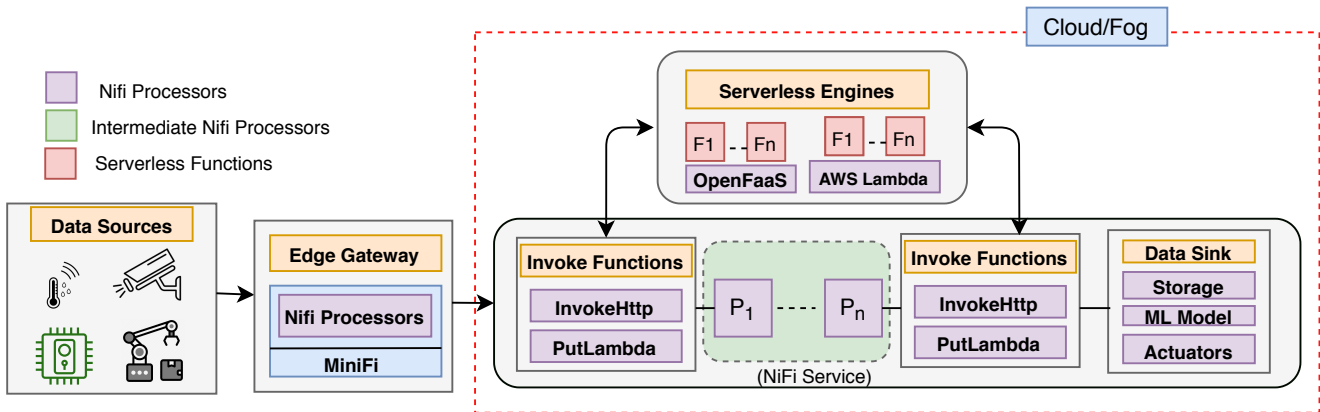 Cloud/Fog
Nifi Processors
Intermediate Nifi Processors
Serverless Functions
Serverless Engines
F1 -- Fn
F1 -- Fn
OpenFaaS
AWS Lambda
Data Sources
Edge Gateway
Nifi Processors
MiniFi
Invoke Functions
InvokeHttp
PutLambda
P1 ---- Pn
Invoke Functions
InvokeHttp
PutLambda
Data Sink
Storage
ML Model
Actuators
(NiFi Service)